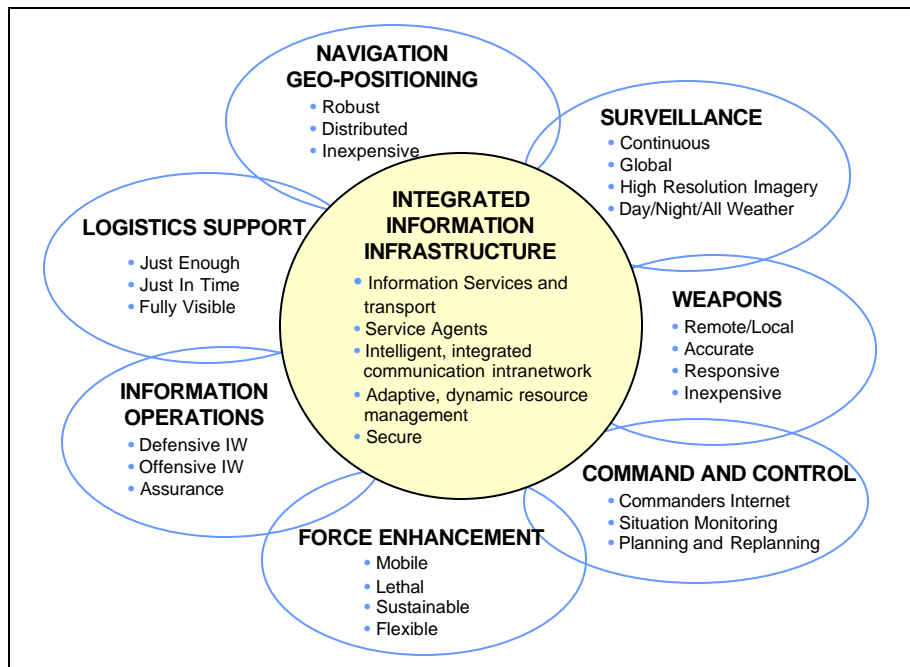 NAVIGATION
GEO-POSITIONING
• Robust
• Distributed
• Inexpensive
SURVEILLANCE
• Continuous
• Global
• High Resolution Imagery
• Day/Night/All Weather
LOGISTICS SUPPORT
• Just Enough
• Just In Time
• Fully Visible
INTEGRATED
INFORMATION
INFRASTRUCTURE
• Information Services and
transport
• Service Agents
• Intelligent, integrated
communication intranetwork
• Adaptive, dynamic resource
management
• Secure
WEAPONS
• Remote/Local
• Accurate
• Responsive
• Inexpensive
INFORMATION
OPERATIONS
• Defensive IW
• Offensive IW
• Assurance
COMMAND AND CONTROL
• Commanders Internet
• Situation Monitoring
• Planning and Replanning
FORCE ENHANCEMENT
• Mobile
• Lethal
• Sustainable
• Flexible